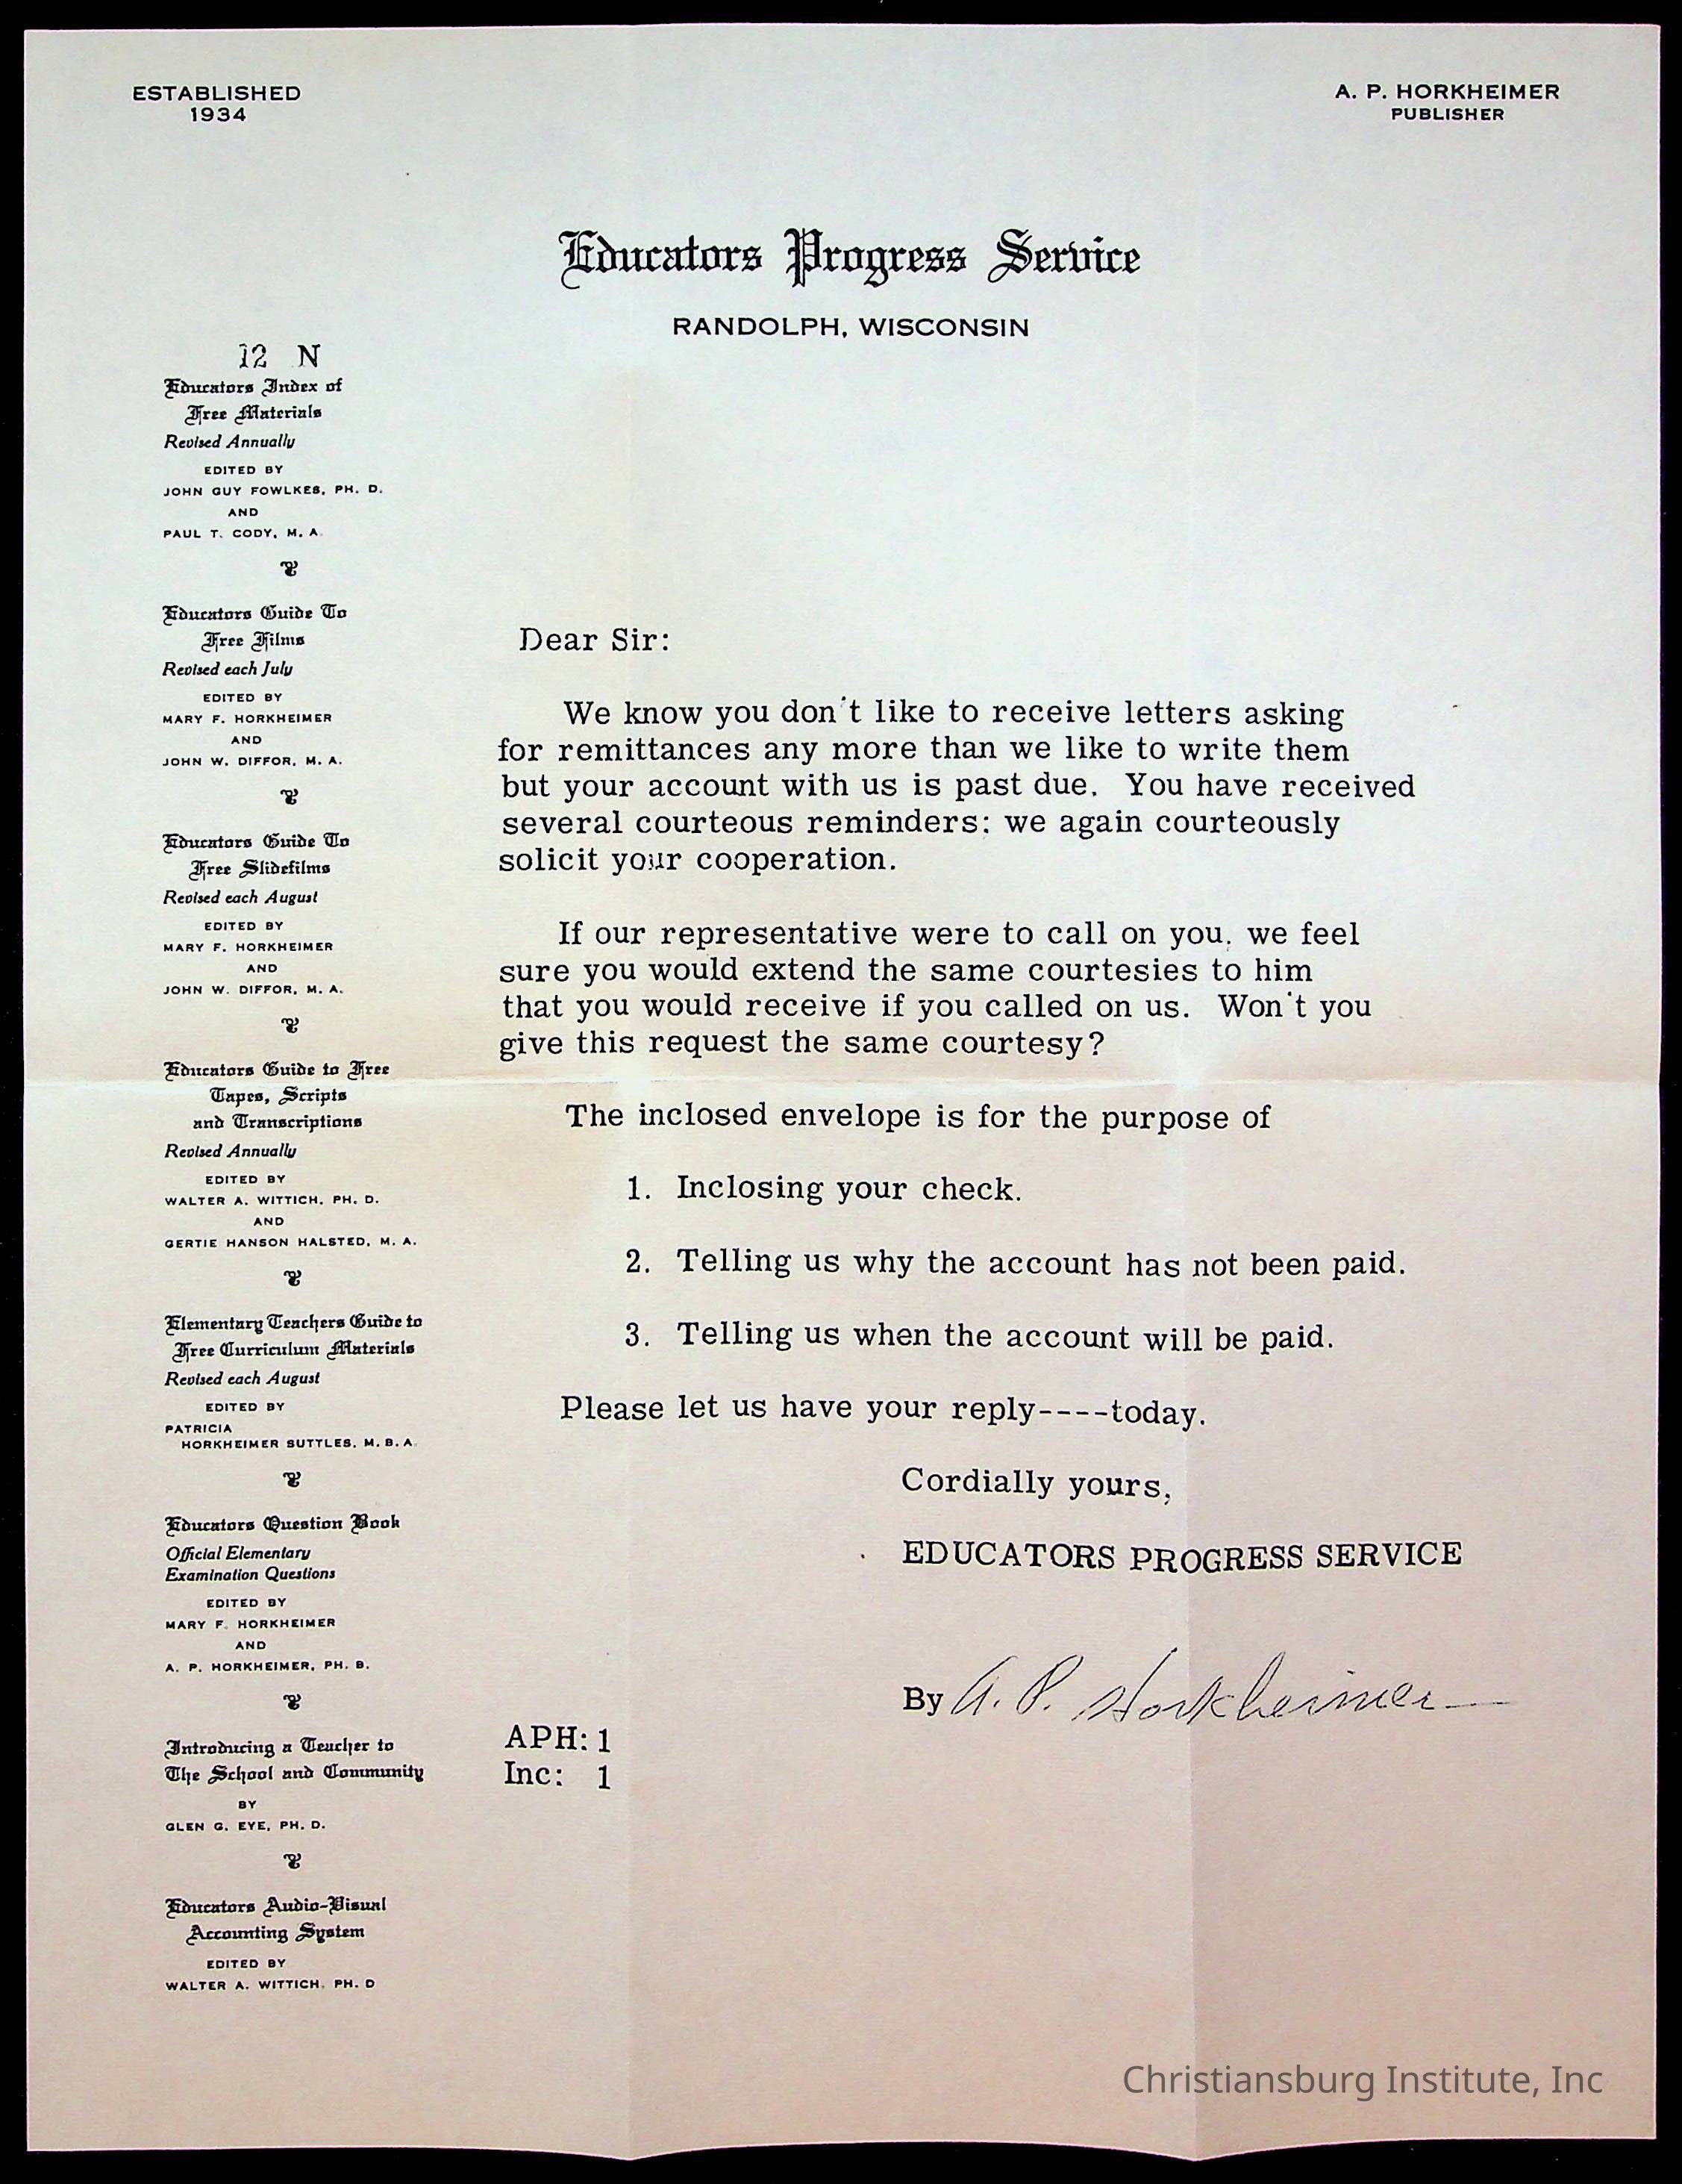 ESTABLISHED
1934
A. P. HORKHEIMER
PUBLISHER
Educators Progress Service
RANDOLPH, WISCONSIN
12 N
Educators Index of
Free Materials
Revised Annually
EDITED BY
JOHN GUY FOWLKES, PH. D.
AND
PAUL T. CODY, M. A.
Educators Guide To
Free Films
Revised each July
EDITED BY
MARY F. HORKHEIMER
AND
JOHN W. DIFFOR, M. A.
Educators Guide To
Free Slidefilms
Revised each August
EDITED BY
MARY F. HORKHEIMER
AND
JOHN W. DIFFOR, M. A.
Educators Guide to Free
Tapes, Scripts
and Transcriptions
Revised Annually
EDITED BY
WALTER A. WITTICH, PH. D.
AND
GERTIE HANSON HALSTED, M. A.
Elementary Teachers Guide to
Free Curriculum Materials
Revised each August
EDITED BY
PATRICIA
HORKHEIMER SUTTLES, M. B. A.
Educators Question Book
Official Elementary
Examination Questions
EDITED BY
MARY F. HORKHEIMER
AND
A. P. HORKHEIMER, PH. B.
Introducing a Teacher to
The School and Community
BY
GLEN G. EYE, PH. D.
Educators Audio-Visual
Accounting System
EDITED BY
WALTER A. WITTICH, PH. D
Dear Sir:
We know you don't like to receive letters asking
for remittances any more than we like to write them
but your account with us is past due. You have received
several courteous reminders; we again courteously
solicit your cooperation.
If our representative were to call on you, we feel
sure you would extend the same courtesies to him
that you would receive if you called on us. Won't you
give this request the same courtesy?
The inclosed envelope is for the purpose of
1. Inclosing your check.
2. Telling us why the account has not been paid.
3. Telling us when the account will be paid.
Please let us have your reply----today.
Cordially yours,
EDUCATORS PROGRESS SERVICE
By A. P. Horkheimer
APH: 1
Inc: 1
Christiansburg Institute, Inc